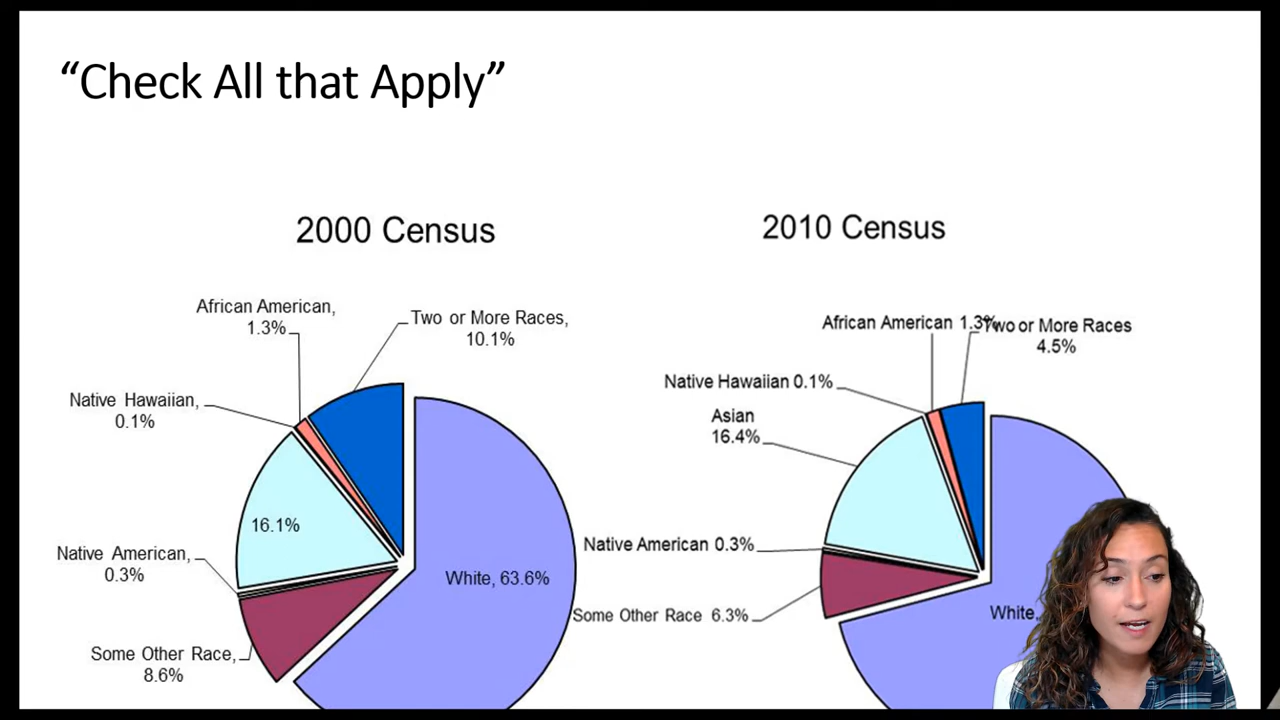 “Check All that Apply”
2000 Census
African American,
1.3%
Two or More Races,
10.1%
Native Hawaiian,
0.1%
16.1%
Native American,
0.3%
White, 63.6%
Some Other Race,
8.6%
2010 Census
African American 1.3%
Two or More Races
4.5%
Native Hawaiian 0.1%
Asian
16.4%
Native American 0.3%
Some Other Race 6.3%
White,